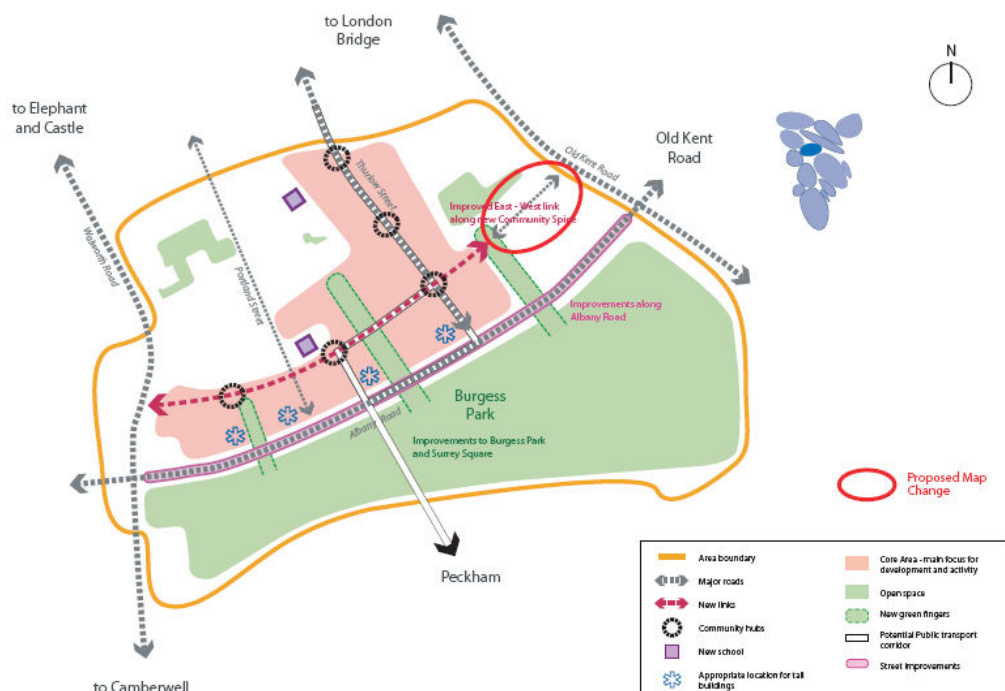 to London
Bridge
N
to Elephant
and Castle
Old Kent
Road
Old Kent Road
Thurlow Street
Improved East - West link
along new Community Spine
Walworth Road
Portland Street
Improvements along
Albany Road
Burgess
Park
Albany Road
Improvements to Burgess Park
and Surrey Square
Proposed Map
Change
Peckham
to Camberwell
Area boundary
Major roads
New links
Community hubs
New school
Appropriate location for tall
buildings
Core Area - main focus for
development and activity
Open space
New green fingers
Potential Public transport
corridor
Street improvements